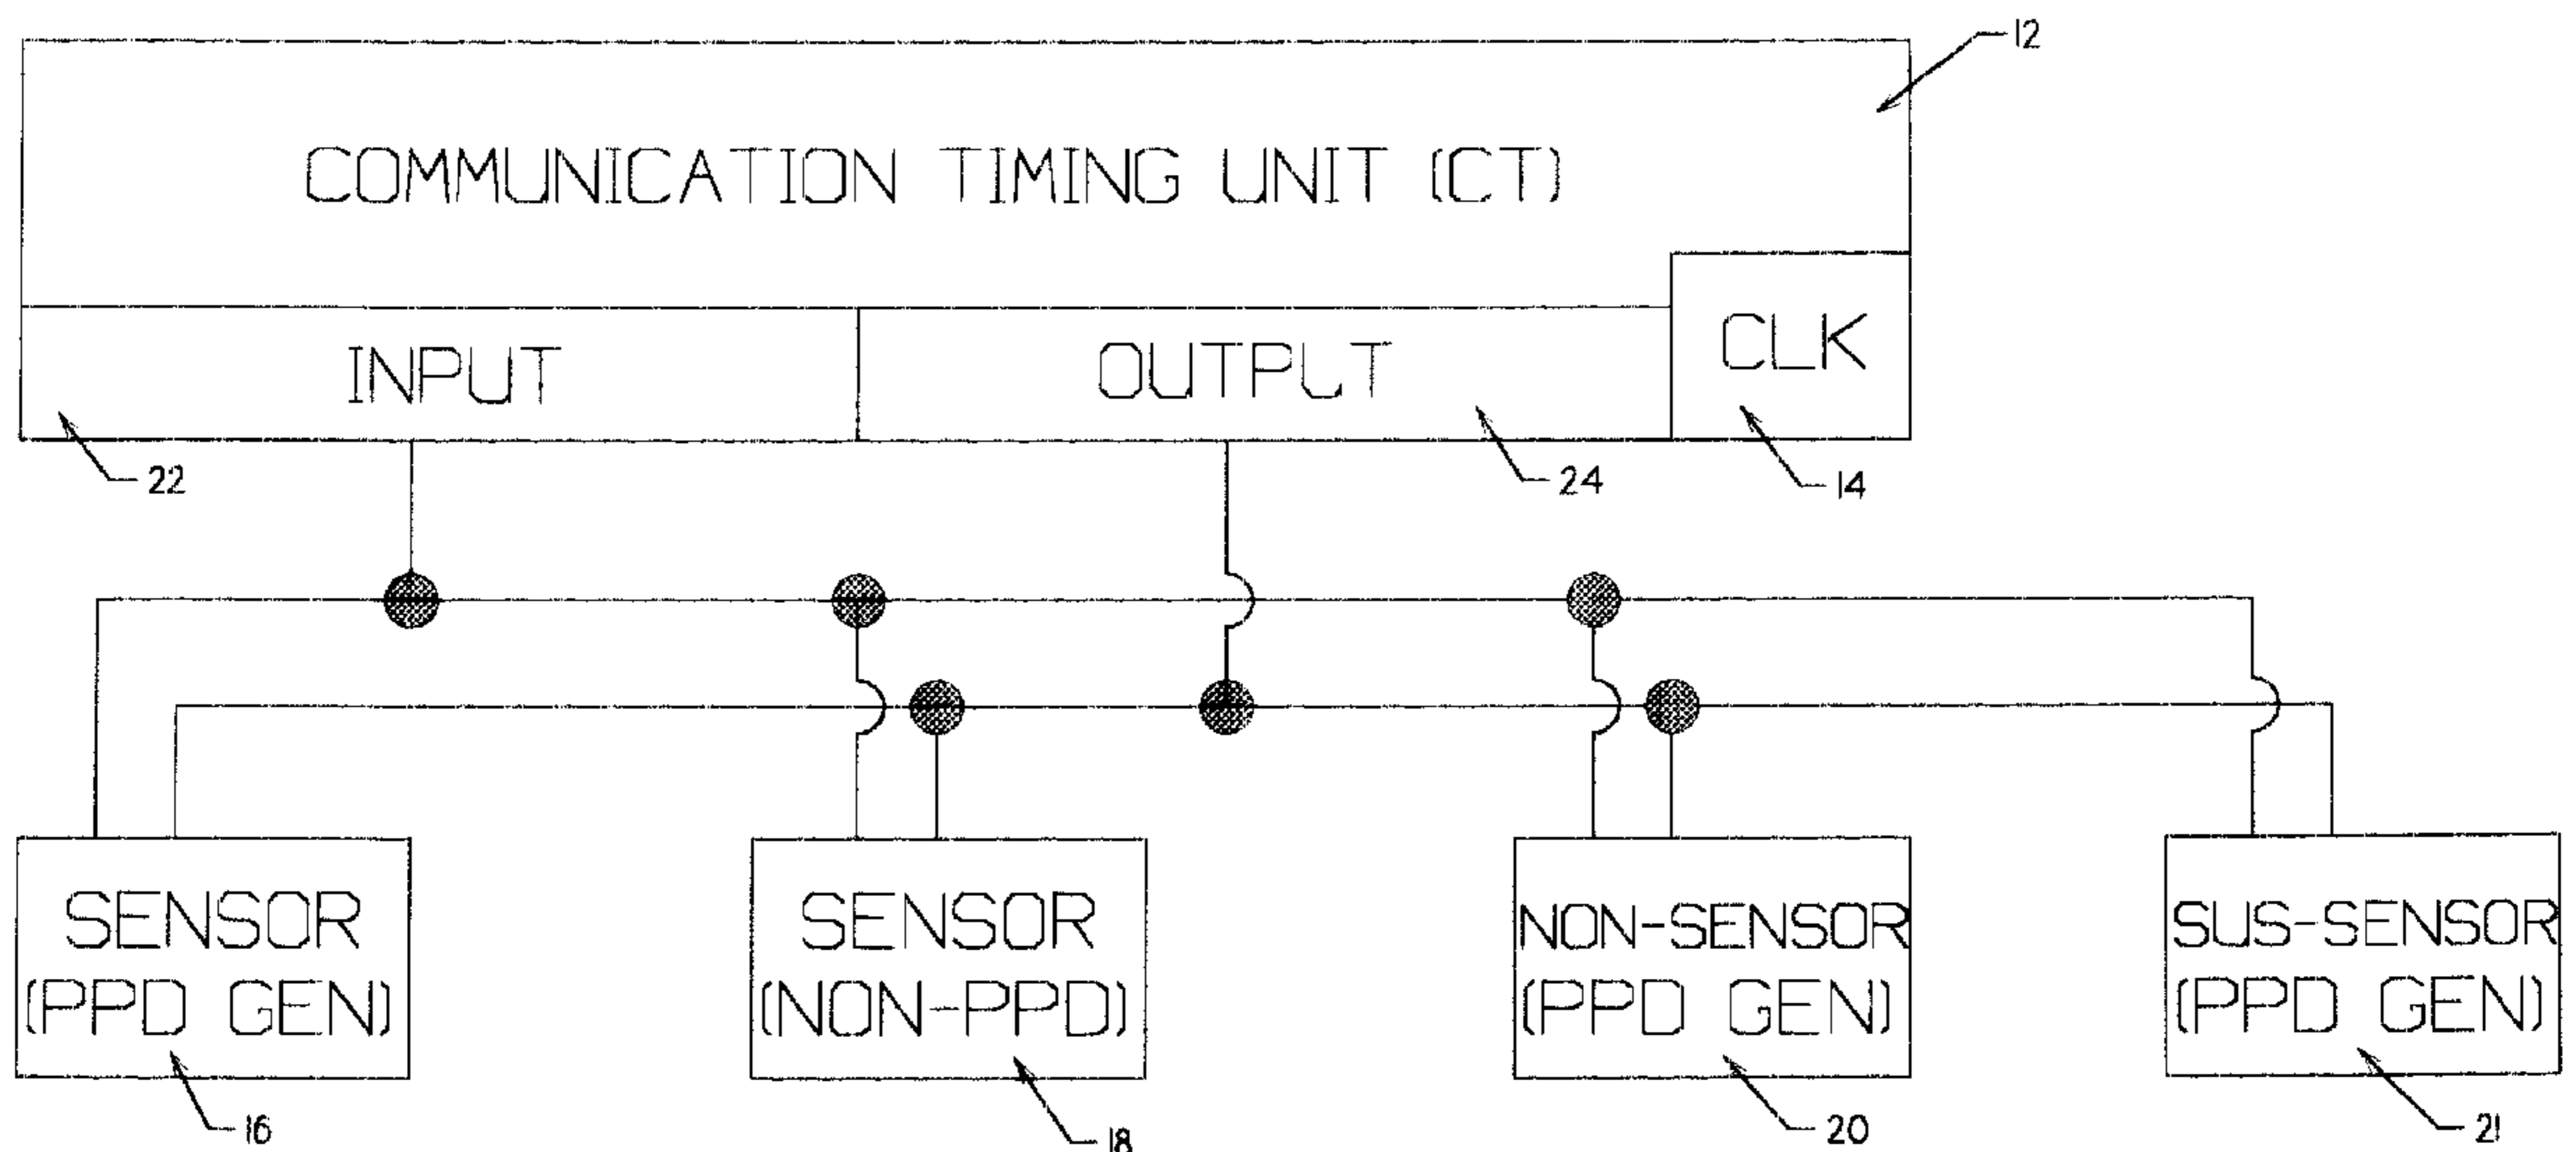 12
COMMUNICATION TIMING UNIT (CT)
INPUT
OUTPUT
CLK
22
24
14
SENSOR
(PPD GEN)
SENSOR
(NON-PPD)
NON-SENSOR
(PPD GEN)
SUS-SENSOR
(PPD GEN)
16
18
20
21